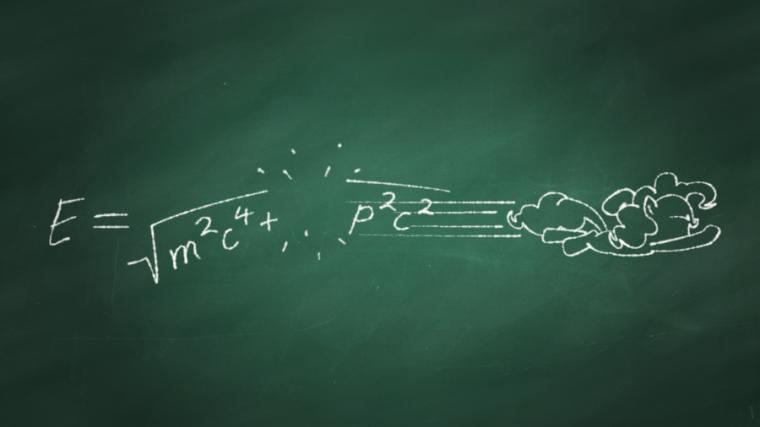 E = √m²c⁴ + p²c²